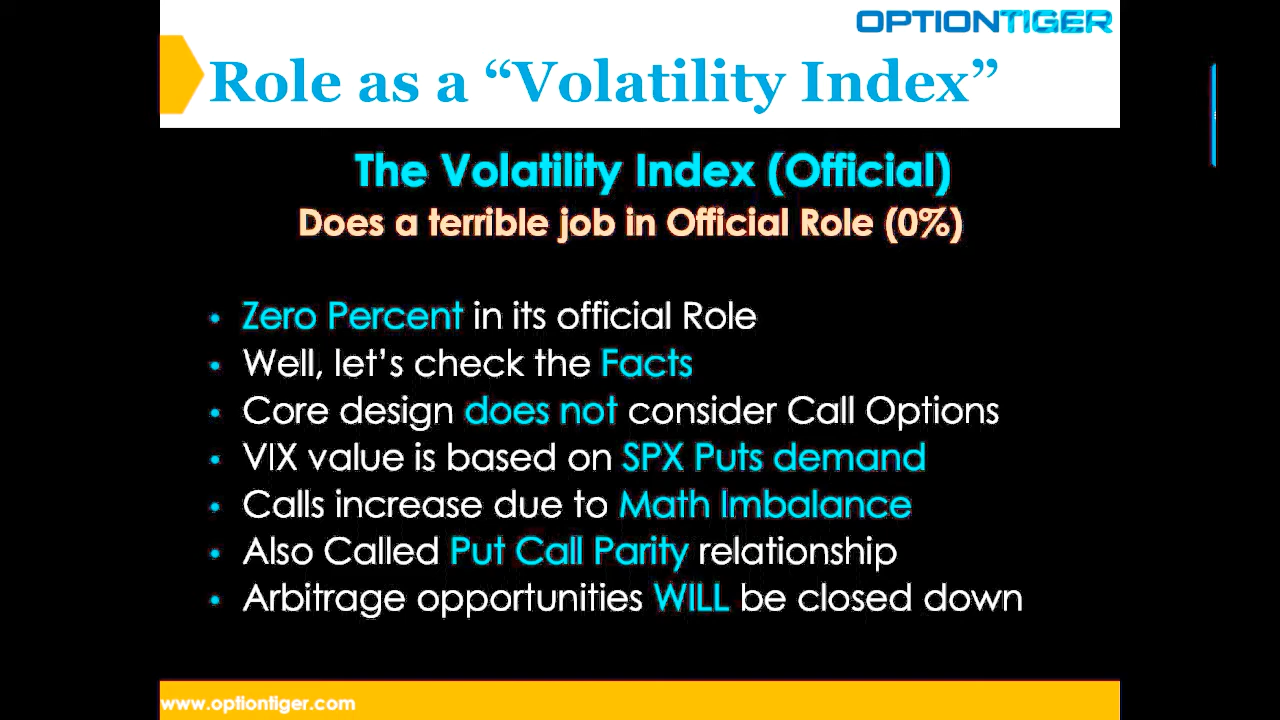 OPTIONTIGER
Role as a “Volatility Index”
The Volatility Index (Official)
Does a terrible job in Official Role (0%)
• Zero Percent in its official Role
• Well, let’s check the Facts
• Core design does not consider Call Options
• VIX value is based on SPX Puts demand
• Calls increase due to Math Imbalance
• Also Called Put Call Parity relationship
• Arbitrage opportunities WILL be closed down
www.optiontiger.com